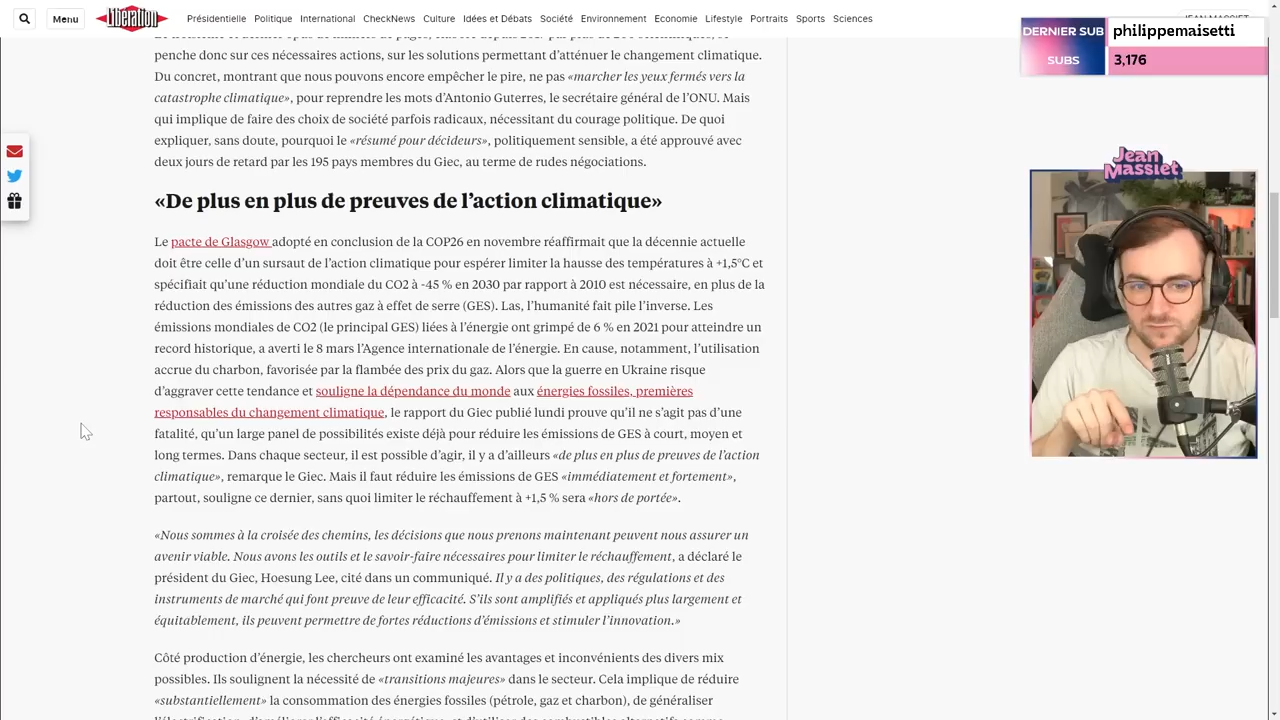 Menu
Libération
Présidentielle Politique International CheckNews Culture Idées et Débats Société Environnement Economie Lifestyle Portraits Sports Sciences
JEAN MASSIET
DERNIER SUB philippemaisetti
SUBS 3,176
Jean
Massiet
penche donc sur ces nécessaires actions, sur les solutions permettant d’atténuer le changement climatique.
Du concret, montrant que nous pouvons encore empêcher le pire, ne pas «marcher les yeux fermés vers la
catastrophe climatique», pour reprendre les mots d’Antonio Guterres, le secrétaire général de l’ONU. Mais
qui implique de faire des choix de société parfois radicaux, nécessitant du courage politique. De quoi
expliquer, sans doute, pourquoi le «résumé pour décideurs», politiquement sensible, a été approuvé avec
deux jours de retard par les 195 pays membres du Giec, au terme de rudes négociations.
«De plus en plus de preuves de l’action climatique»
Le pacte de Glasgow adopté en conclusion de la COP26 en novembre réaffirmait que la décennie actuelle
doit être celle d’un sursaut de l’action climatique pour espérer limiter la hausse des températures à +1,5°C et
spécifiait qu’une réduction mondiale du CO2 à -45 % en 2030 par rapport à 2010 est nécessaire, en plus de la
réduction des émissions des autres gaz à effet de serre (GES). Las, l’humanité fait pile l’inverse. Les
émissions mondiales de CO2 (le principal GES) liées à l’énergie ont grimpé de 6 % en 2021 pour atteindre un
record historique, a averti le 8 mars l’Agence internationale de l’énergie. En cause, notamment, l’utilisation
accrue du charbon, favorisée par la flambée des prix du gaz. Alors que la guerre en Ukraine risque
d’aggraver cette tendance et souligne la dépendance du monde aux énergies fossiles, premières
responsables du changement climatique, le rapport du Giec publié lundi prouve qu’il ne s’agit pas d’une
fatalité, qu’un large panel de possibilités existe déjà pour réduire les émissions de GES à court, moyen et
long termes. Dans chaque secteur, il est possible d’agir, il y a d’ailleurs «de plus en plus de preuves de l’action
climatique», remarque le Giec. Mais il faut réduire les émissions de GES «immédiatement et fortement»,
partout, souligne ce dernier, sans quoi limiter le réchauffement à +1,5 % sera «hors de portée».
«Nous sommes à la croisée des chemins, les décisions que nous prenons maintenant peuvent nous assurer un
avenir viable. Nous avons les outils et le savoir-faire nécessaires pour limiter le réchauffement, a déclaré le
président du Giec, Hoesung Lee, cité dans un communiqué. Il y a des politiques, des régulations et des
instruments de marché qui font preuve de leur efficacité. S’ils sont amplifiés et appliqués plus largement et
équitablement, ils peuvent permettre de fortes réductions d’émissions et stimuler l’innovation.»
Côté production d’énergie, les chercheurs ont examiné les avantages et inconvénients des divers mix
possibles. Ils soulignent la nécessité de «transitions majeures» dans le secteur. Cela implique de réduire
«substantiellement» la consommation des énergies fossiles (pétrole, gaz et charbon), de généraliser